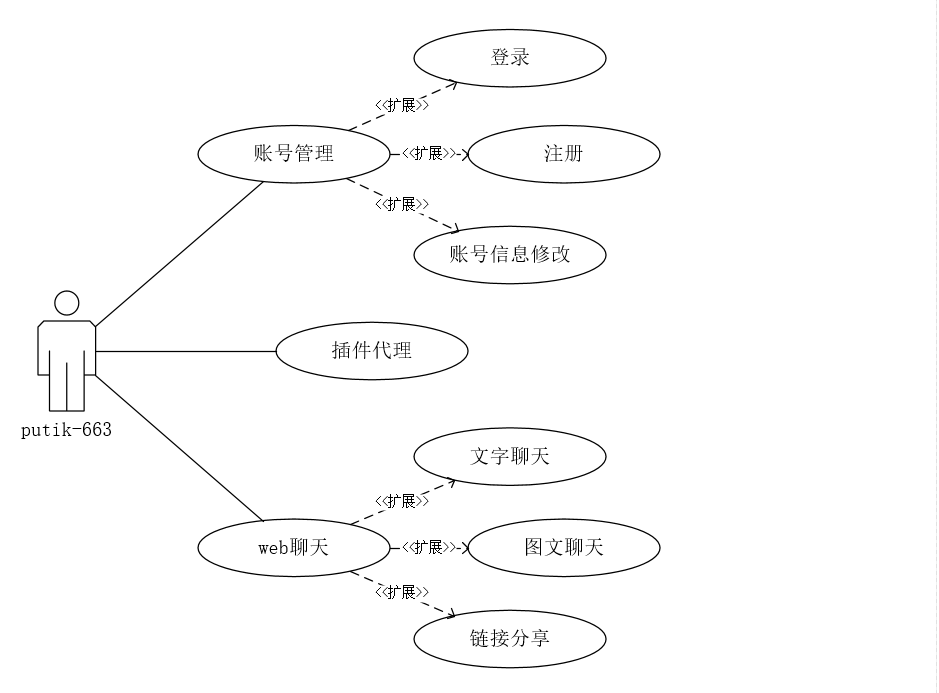 登录
<<扩展>>
账号管理
<<扩展>>
注册
<<扩展>>
账号信息修改
插件代理
putik-663
文字聊天
<<扩展>>
web聊天
<<扩展>>
图文聊天
<<扩展>>
链接分享